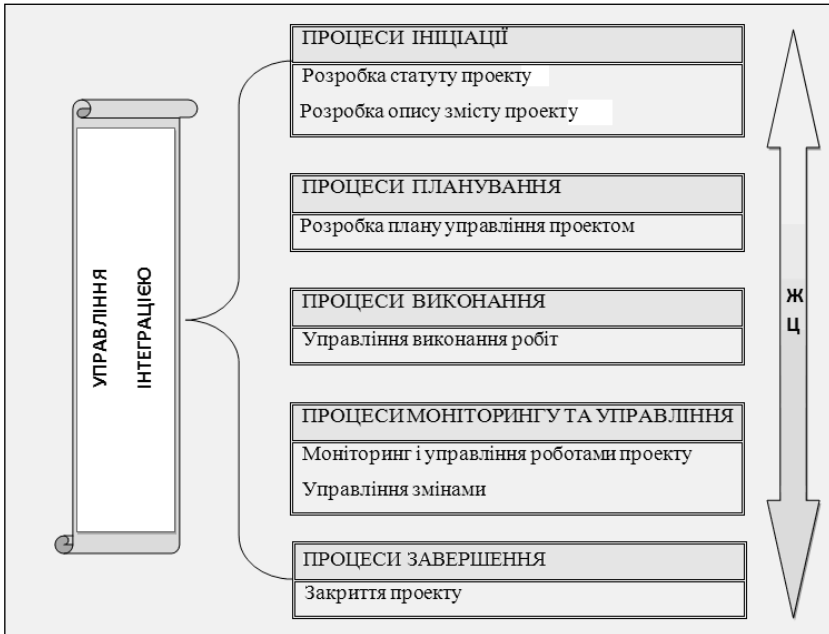 УПРАВЛІННЯ
ІНТЕГРАЦІЄЮ
ПРОЦЕСИ ІНІЦІАЦІЇ
Розробка статуту проекту
Розробка опису змісту проекту
ПРОЦЕСИ ПЛАНУВАННЯ
Розробка плану управління проектом
ПРОЦЕСИ ВИКОНАННЯ
Управління виконання робіт
ПРОЦЕСИ МОНІТОРИНГУ ТА УПРАВЛІННЯ
Моніторинг і управління роботами проекту
Управління змінами
ПРОЦЕСИ ЗАВЕРШЕННЯ
Закриття проекту
Ж
Ц